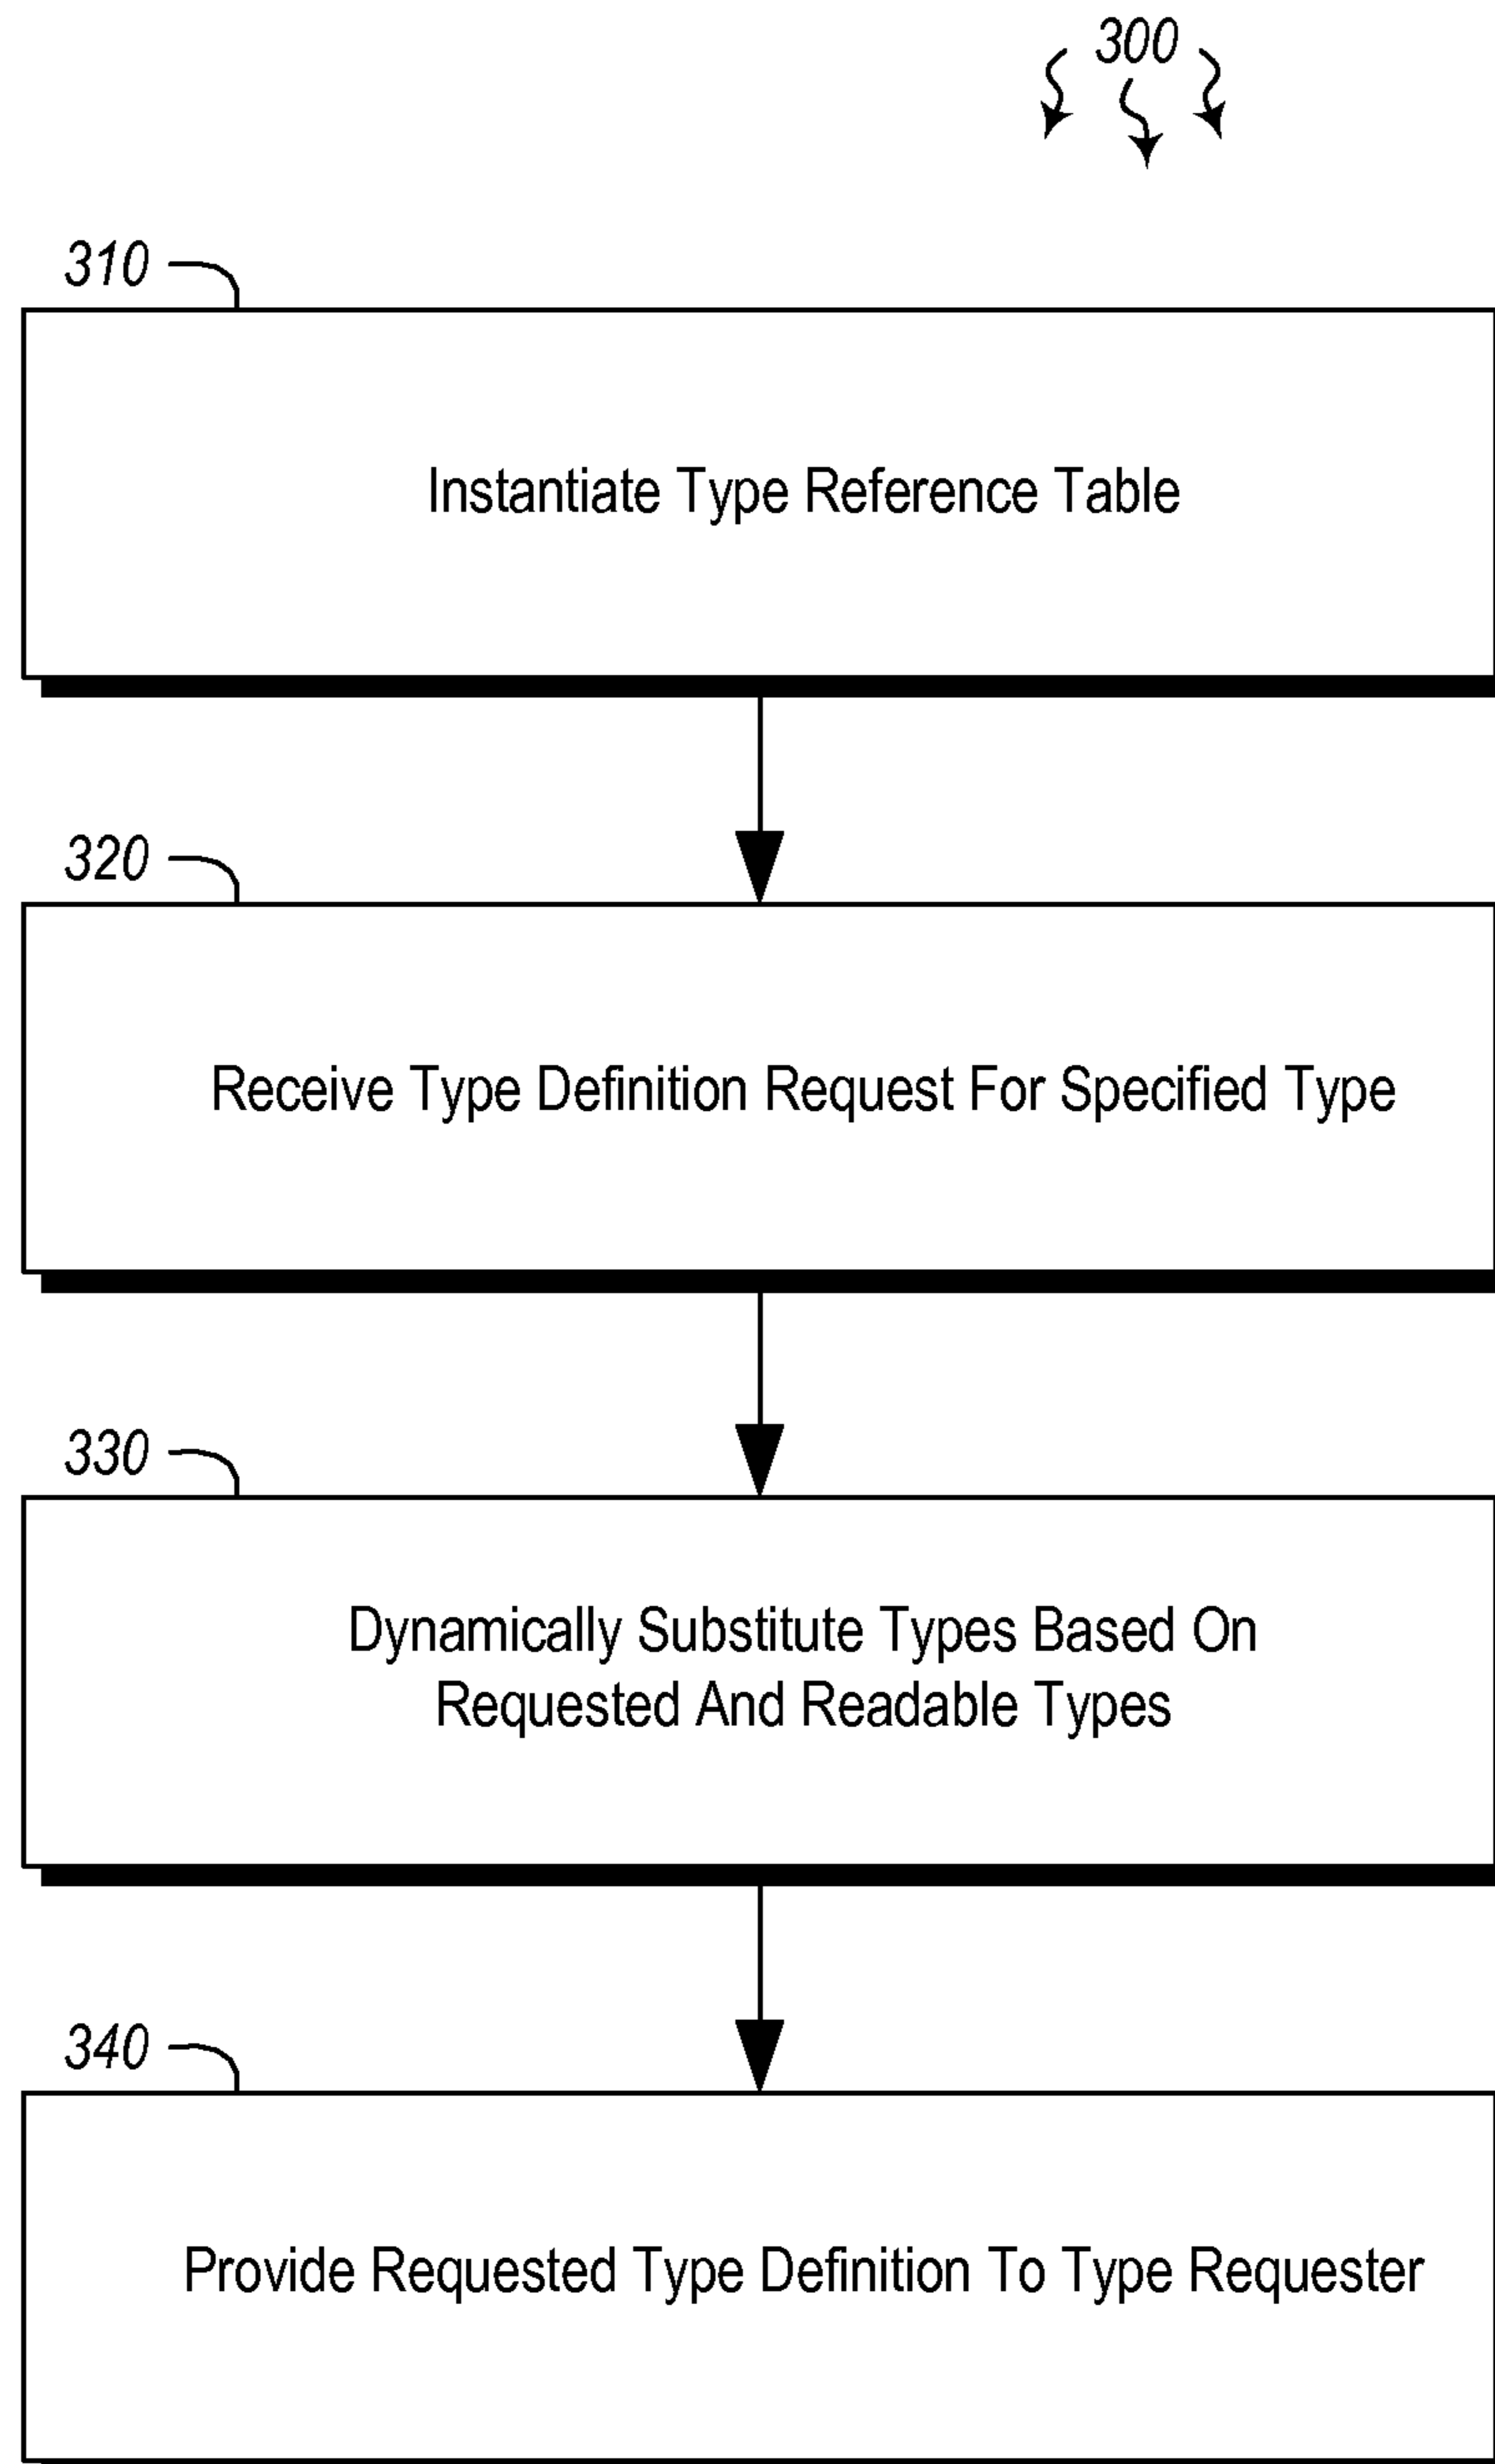 300
310
Instantiate Type Reference Table
320
Receive Type Definition Request For Specified Type
330
Dynamically Substitute Types Based On
Requested And Readable Types
340
Provide Requested Type Definition To Type Requester